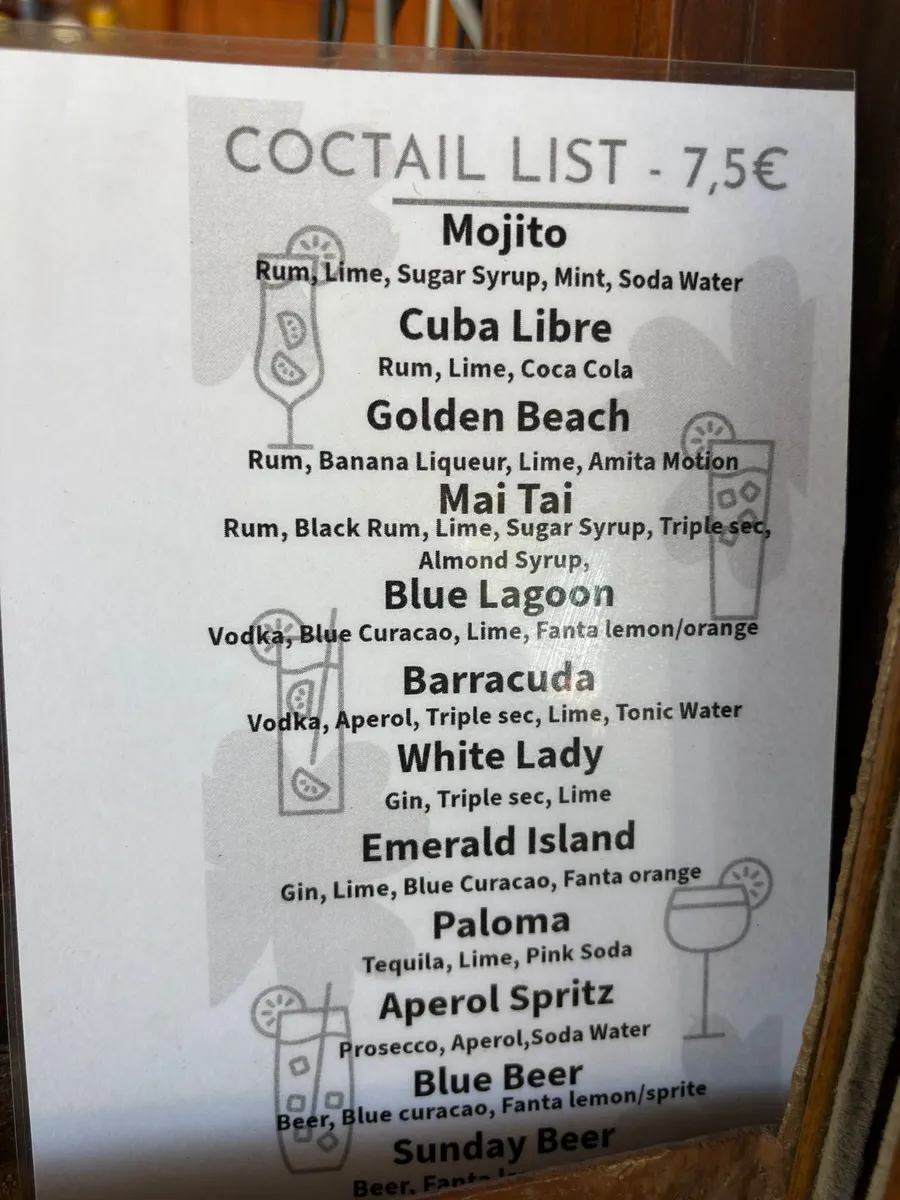 COCTAIL LIST - 7,5€
Mojito
Rum, Lime, Sugar Syrup, Mint, Soda Water
Cuba Libre
Rum, Lime, Coca Cola
Golden Beach
Rum, Banana Liqueur, Lime, Amita Motion
Mai Tai
Rum, Black Rum, Lime, Sugar Syrup, Triple sec,
Almond Syrup,
Blue Lagoon
Vodka, Blue Curacao, Lime, Fanta lemon/orange
Barracuda
Vodka, Aperol, Triple sec, Lime, Tonic Water
White Lady
Gin, Triple sec, Lime
Emerald Island
Gin, Lime, Blue Curacao, Fanta orange
Paloma
Tequila, Lime, Pink Soda
Aperol Spritz
Prosecco, Aperol,Soda Water
Blue Beer
Beer, Blue curacao, Fanta lemon/sprite
Sunday Beer
Beer, Fanta